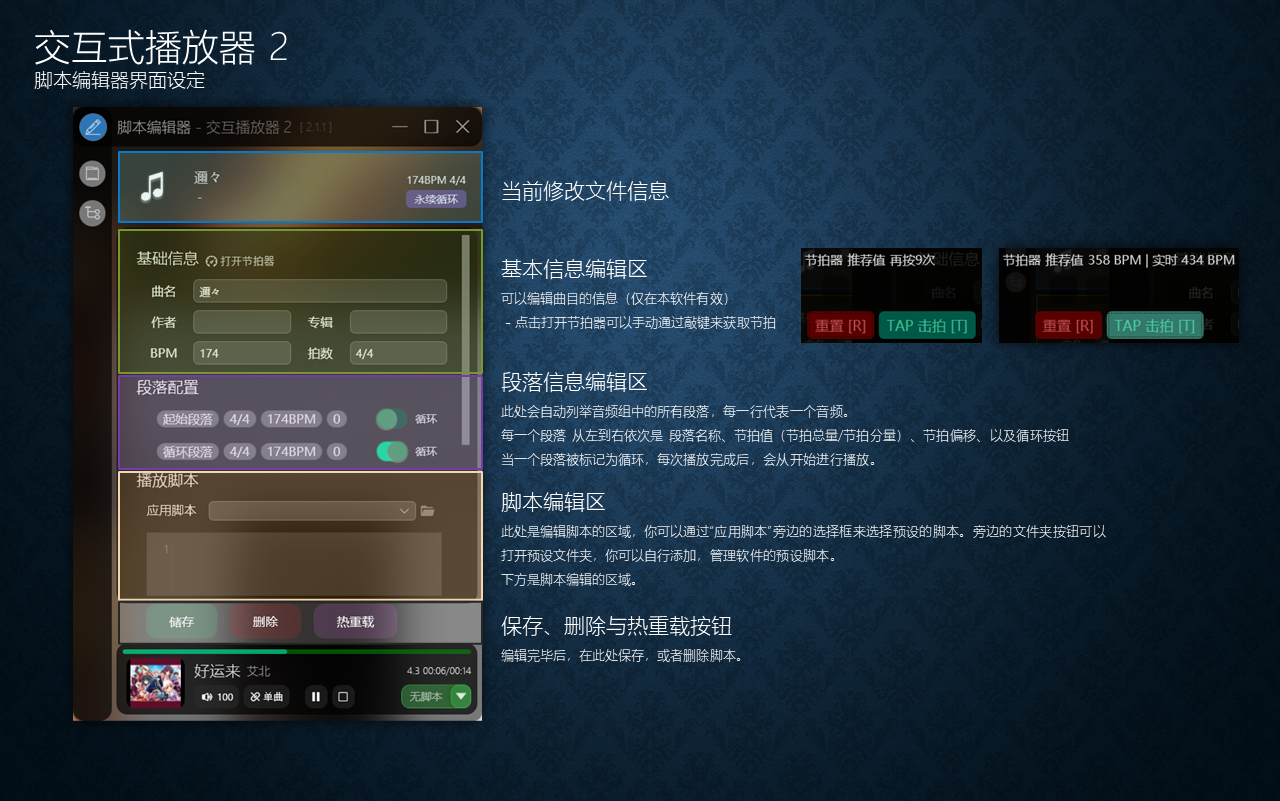 交互式播放器 2
脚本编辑器界面设定
脚本编辑器 - 交互播放器 2 [2.1.1]
邇々
-
174BPM 4/4
永续循环
当前修改文件信息
基础信息 打开节拍器
曲名 邇々
作者 专辑
BPM 174 拍数 4/4
基本信息编辑区
可以编辑曲目的信息（仅在本软件有效）
- 点击打开节拍器可以手动通过敲键来获取节拍
节拍器 推荐值 再按9次
基础信息
曲名
重置 [R] TAP 击拍 [T]
节拍器 推荐值 358 BPM | 实时 434 BPM
曲名
重置 [R] TAP 击拍 [T]
段落配置
起始段落 4/4 174BPM 0 循环
循环段落 4/4 174BPM 0 循环
段落信息编辑区
此处会自动列举音频组中的所有段落，每一行代表一个音频。
每一个段落 从左到右依次是 段落名称、节拍值（节拍总量/节拍分量）、节拍偏移、以及循环按钮
当一个段落被标记为循环，每次播放完成后，会从开始进行播放。
播放脚本
应用脚本
1
脚本编辑区
此处是编辑脚本的区域，你可以通过“应用脚本”旁边的选择框来选择预设的脚本。旁边的文件夹按钮可以
打开预设文件夹，你可以自行添加，管理软件的预设脚本。
下方是脚本编辑的区域。
储存 删除 热重载
保存、删除与热重载按钮
编辑完毕后，在此处保存，或者删除脚本。
好运来 艾北
4.3 00:06/00:14
100 单曲
无脚本